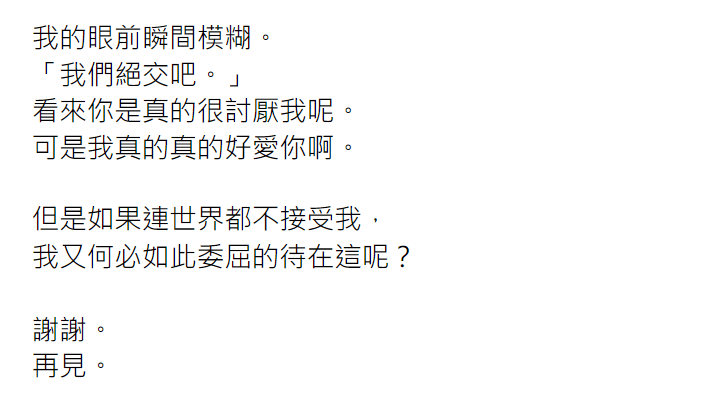 我的眼前瞬間模糊。
「我們絕交吧。」
看來你是真的很討厭我呢。
可是我真的真的好愛你啊。
但是如果連世界都不接受我，
我又何必如此委屈的待在這呢？
謝謝。
再見。